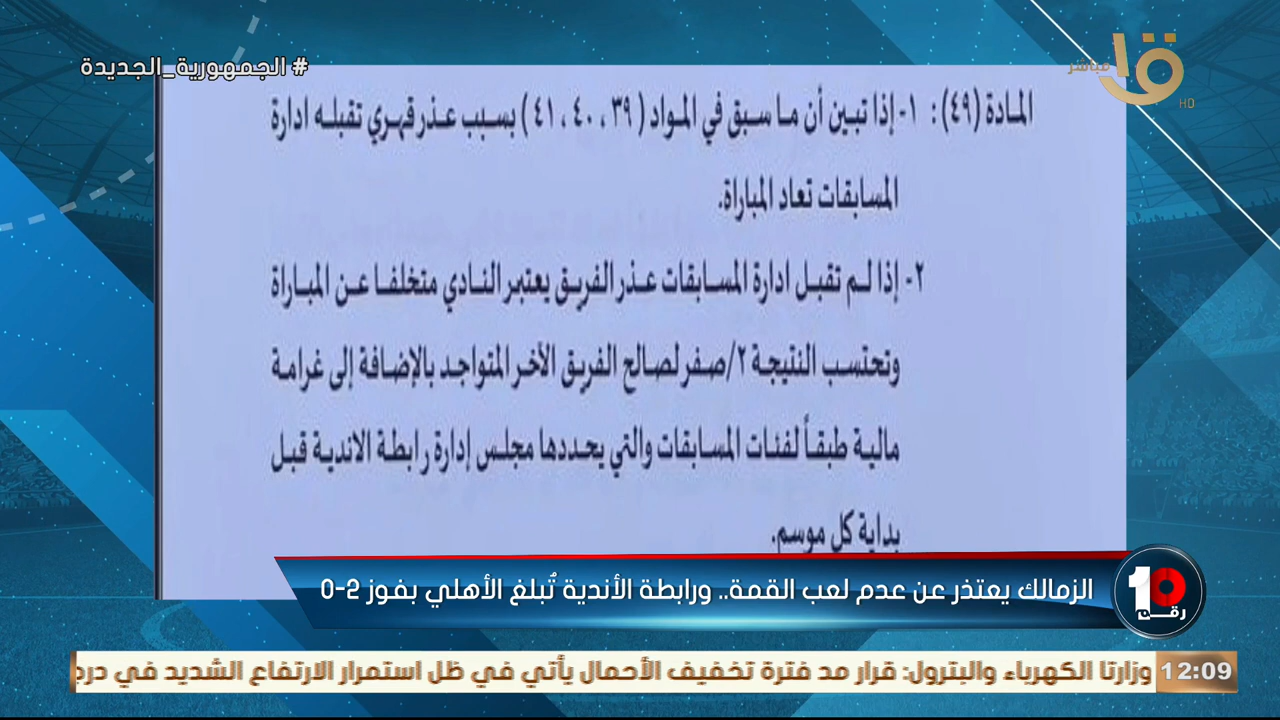 # الجمهورية_الجديدة
مباشر
HD
المادة (٤٩): ١- إذا تبين أن ما سبق في المواد ( ٣٩ ، ٤٠ ، ٤١ ) بسبب عذر قهري تقبله ادارة
المسابقات تعاد المباراة.
٢- إذا لم تقبل ادارة المسابقات عذر الفريق يعتبر النادي متخلفا عن المباراة
وتحتسب النتيجة ٢/صفر لصالح الفريق الآخر المتواجد بالإضافة إلى غرامة
مالية طبقاً لفئات المسابقات والتي يحددها مجلس إدارة رابطة الاندية قبل
بداية كل موسم.
الزمالك يعتذر عن عدم لعب القمة.. ورابطة الأندية تُبلغ الأهلي بفوز 2-0
رقم 10
12:09 وزارتا الكهرباء والبترول: قرار مد فترة تخفيف الأحمال يأتي في ظل استمرار الارتفاع الشديد في